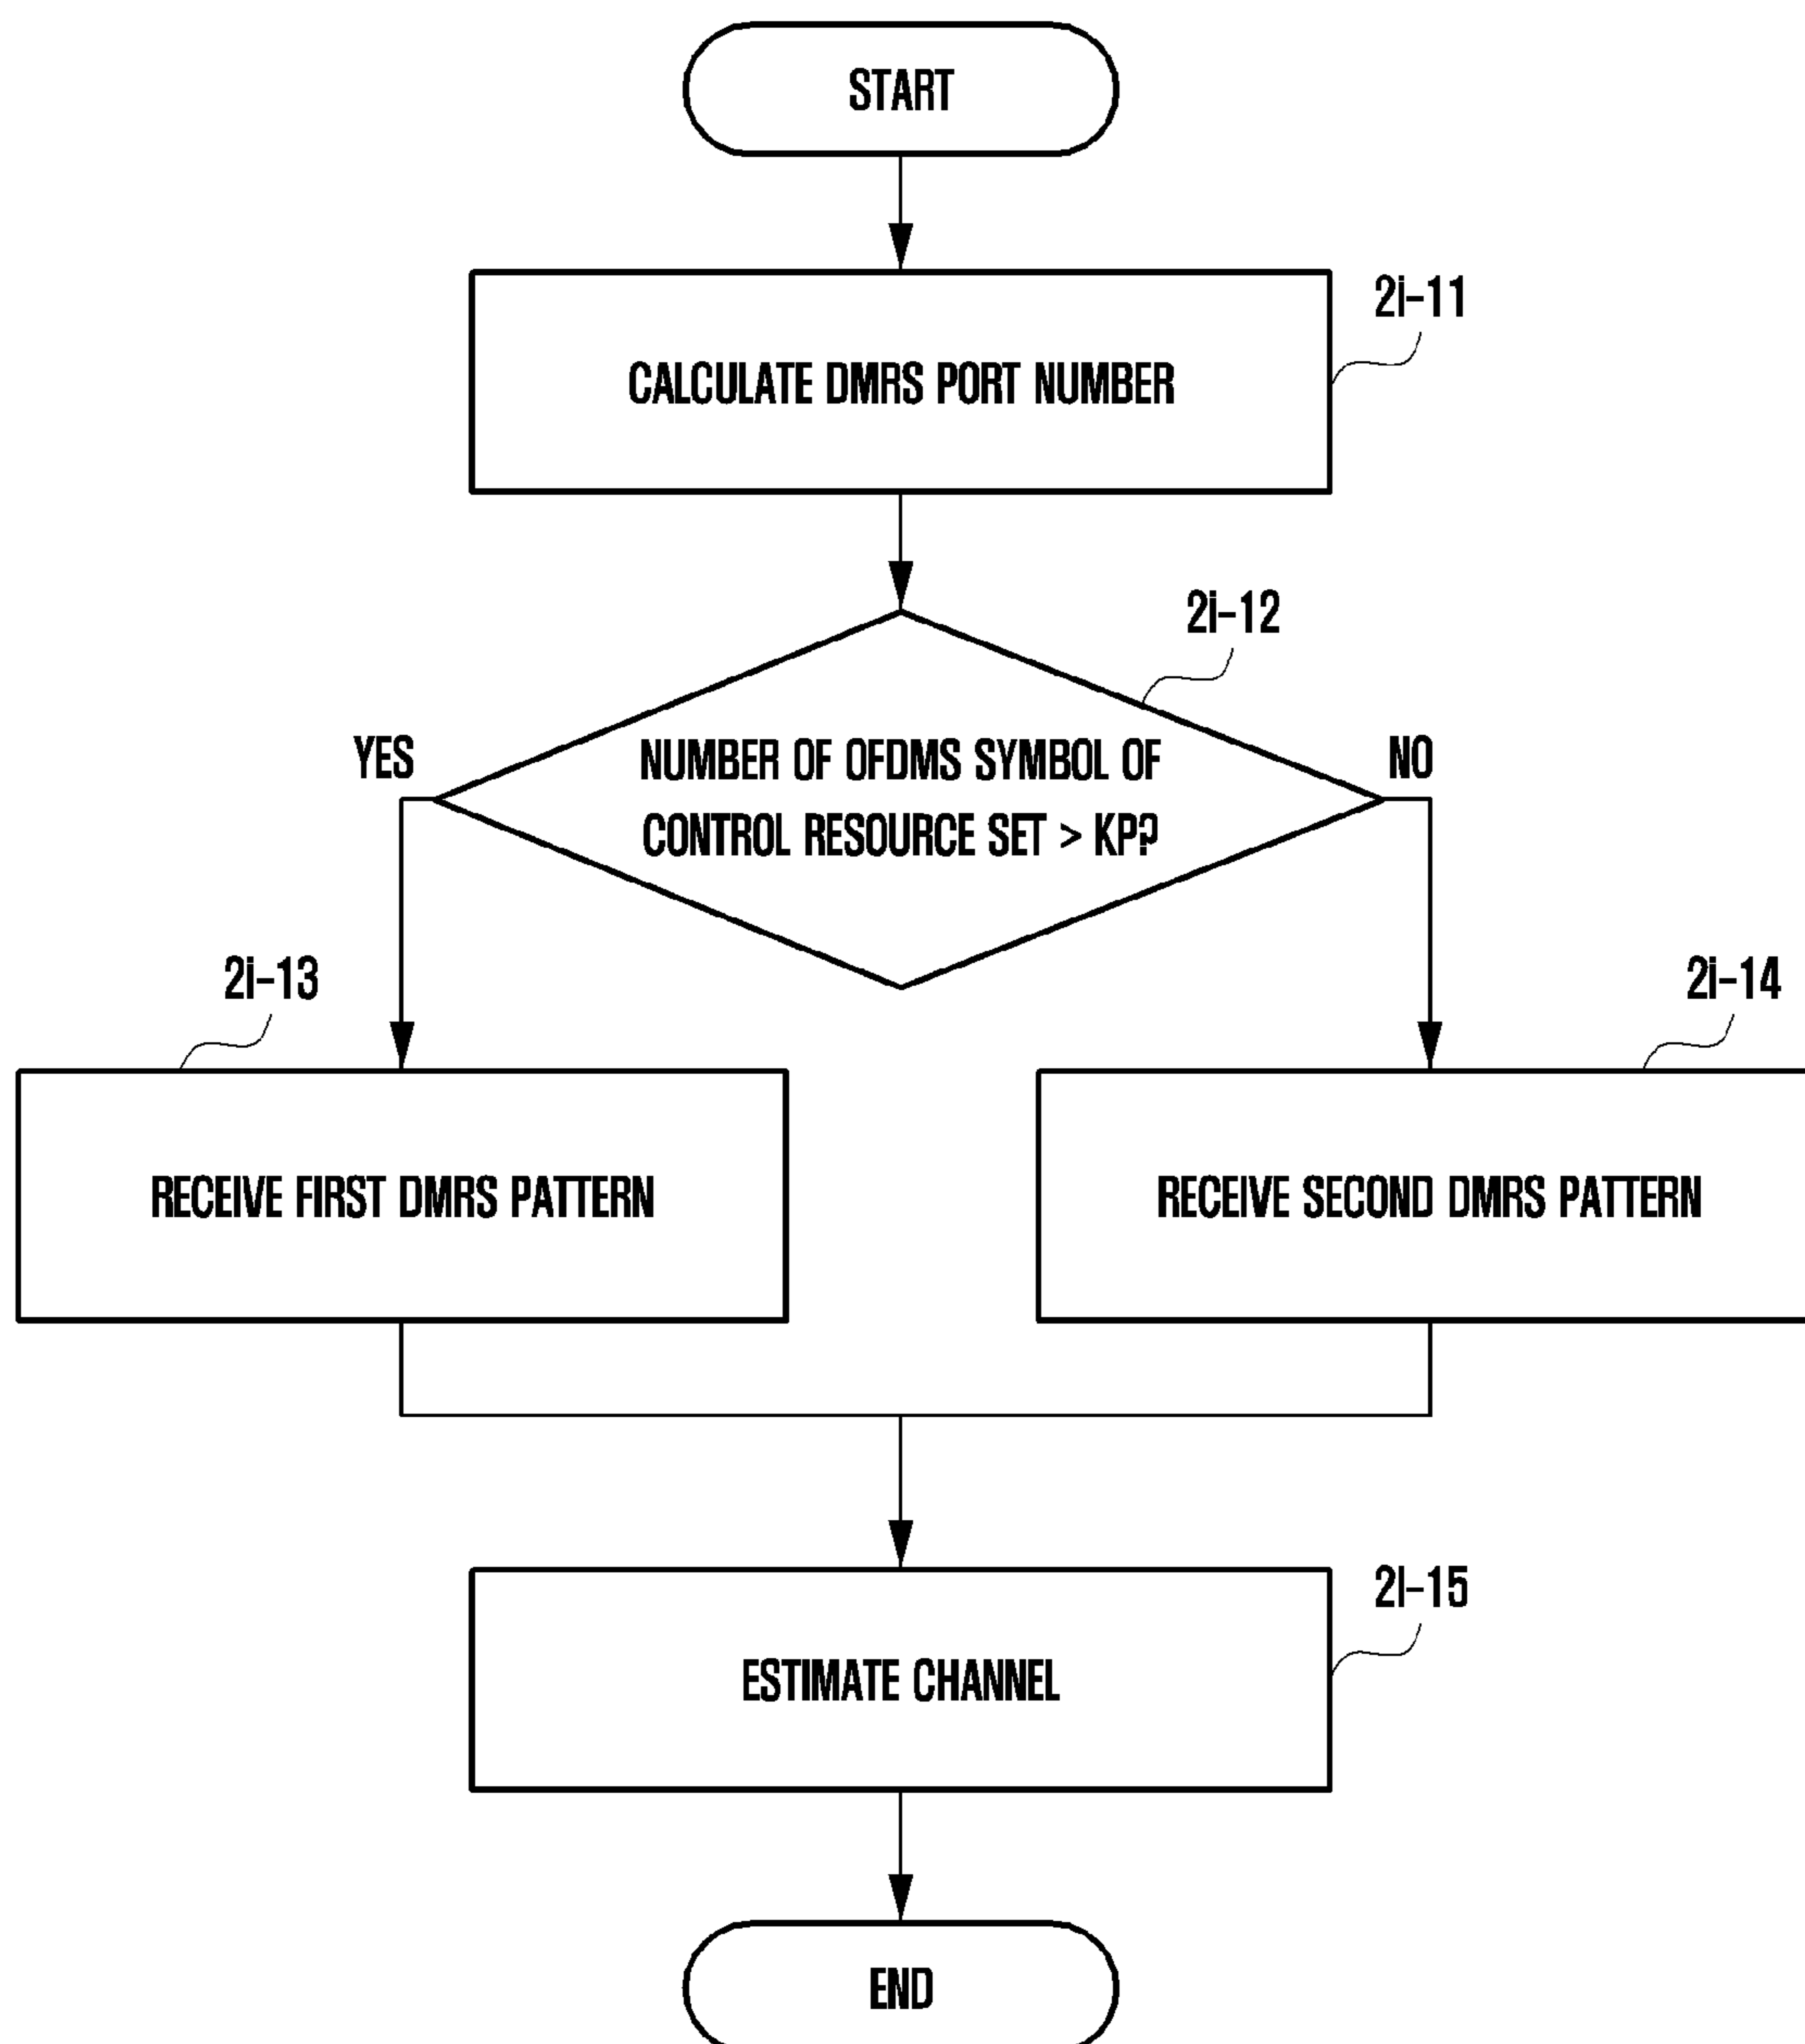 START
2i-11
CALCULATE DMRS PORT NUMBER
2i-12
YES
NO
NUMBER OF OFDMS SYMBOL OF
CONTROL RESOURCE SET > KP?
2i-13
2i-14
RECEIVE FIRST DMRS PATTERN
RECEIVE SECOND DMRS PATTERN
2I-15
ESTIMATE CHANNEL
END